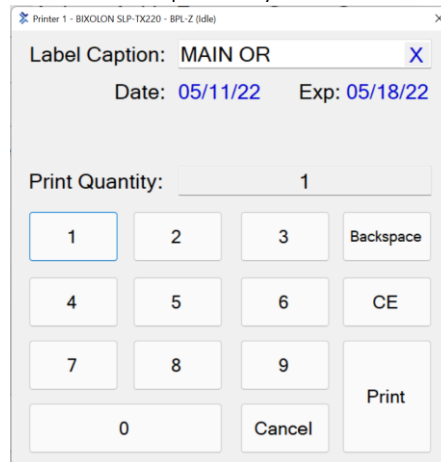 Printer 1 - BIXOLON SLP-TX220 - BPL-Z (Idle)
Label Caption: MAIN OR X
Date: 05/11/22 Exp: 05/18/22
Print Quantity: 1
1 2 3 Backspace
4 5 6 CE
7 8 9
Print
0 Cancel